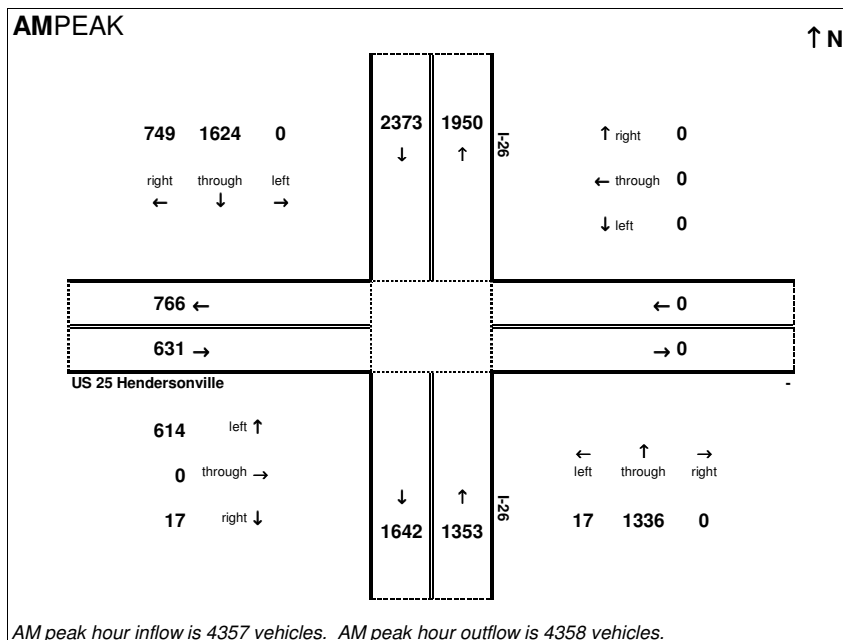 AMPEAK
↑ N
749 1624 0
right through left
← ↓ →
2373 1950
↓ ↑
I-26
↑ right 0
← through 0
↓ left 0
766 ←
← 0
631 →
→ 0
US 25 Hendersonville
-
614 left ↑
0 through →
17 right ↓
↓ ↑
1642 1353
I-26
← ↑ →
left through right
17 1336 0
AM peak hour inflow is 4357 vehicles. AM peak hour outflow is 4358 vehicles.